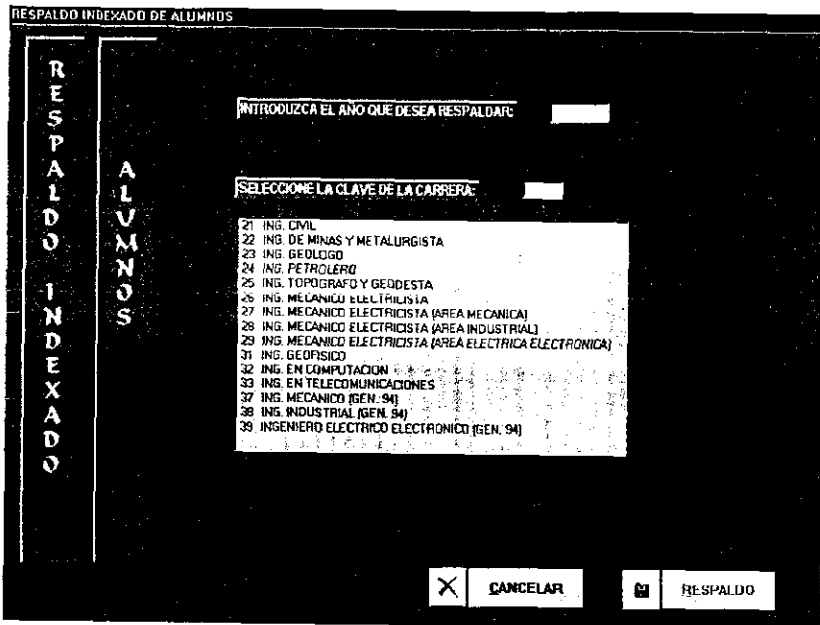 RESPALDO INDEXADO DE ALUMNOS
RESPALDO INDEXADO
ALUMNOS
INTRODUZCA EL AÑO QUE DESEA RESPALDAR:
SELECCIONE LA CLAVE DE LA CARRERA:
21 ING. CIVIL
22 ING. DE MINAS Y METALURGISTA
23 ING. GEOLOGO
24 ING. PETROLERO
25 ING. TOPOGRAFO Y GEODESTA
26 ING. MECANICO ELECTRICISTA
27 ING. MECANICO ELECTRICISTA (AREA MECANICA)
28 ING. MECANICO ELECTRICISTA (AREA INDUSTRIAL)
29 ING. MECANICO ELECTRICISTA (AREA ELECTRICA ELECTRONICA)
31 ING. GEOFISICO
32 ING. EN COMPUTACION
33 ING. EN TELECOMUNICACIONES
37 ING. MECANICO (GEN. 94)
38 ING. INDUSTRIAL (GEN. 94)
39 INGENIERO ELECTRICO ELECTRONICO (GEN. 94)
CANCELAR
RESPALDO